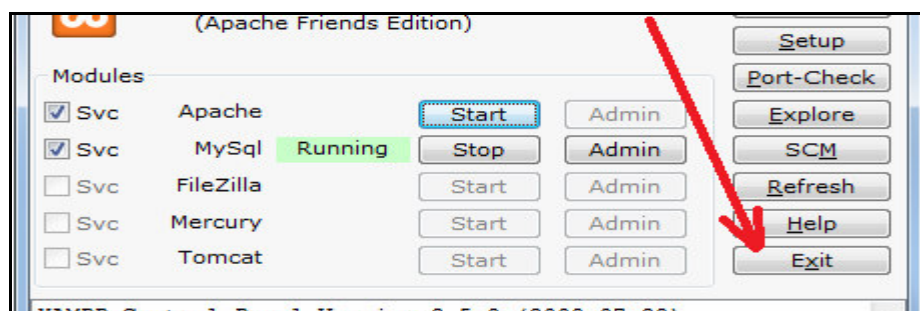 (Apache Friends Edition)
Setup
Modules
Port-Check
Svc Apache Start Admin Explore
Svc MySql Running Stop Admin SCM
Svc FileZilla Start Admin Refresh
Svc Mercury Start Admin Help
Svc Tomcat Start Admin Exit